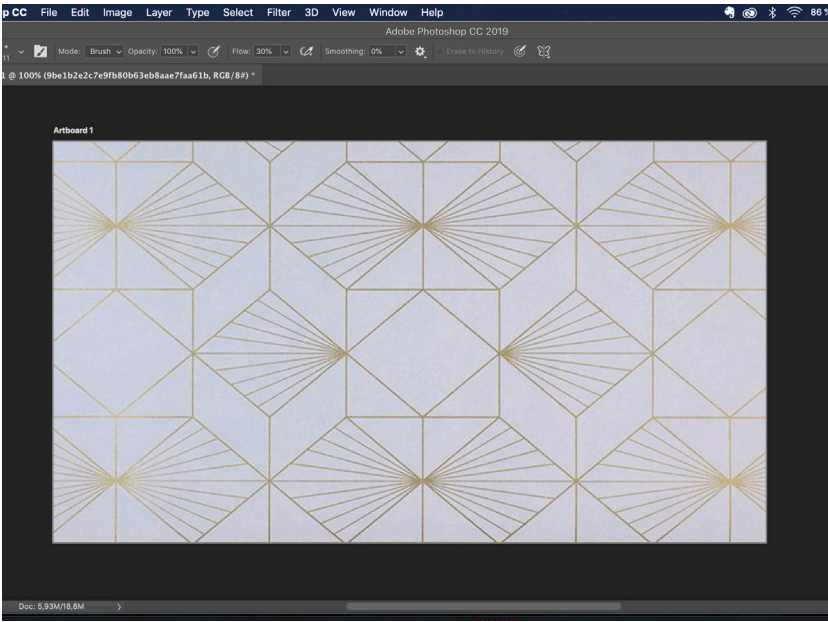 p CC File Edit Image Layer Type Select Filter 3D View Window Help 86%
Adobe Photoshop CC 2019
11 Mode: Brush Opacity: 100% Flow: 30% Smoothing: 0% Erase to History
1 @ 100% (9be1b2e2c7e9fb80b63eb8aae7faa61b, RGB/8#) *
Artboard 1
Doc: 5,93M/18,8M